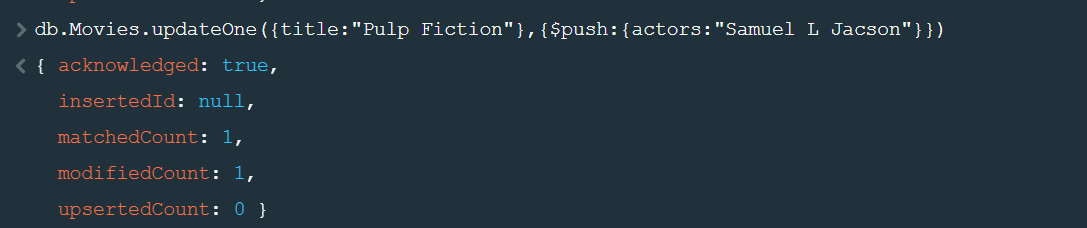 > db.Movies.updateOne({title:"Pulp Fiction"},{$push:{actors:"Samuel L Jacson"}})
< { acknowledged: true,
insertedId: null,
matchedCount: 1,
modifiedCount: 1,
upsertedCount: 0 }